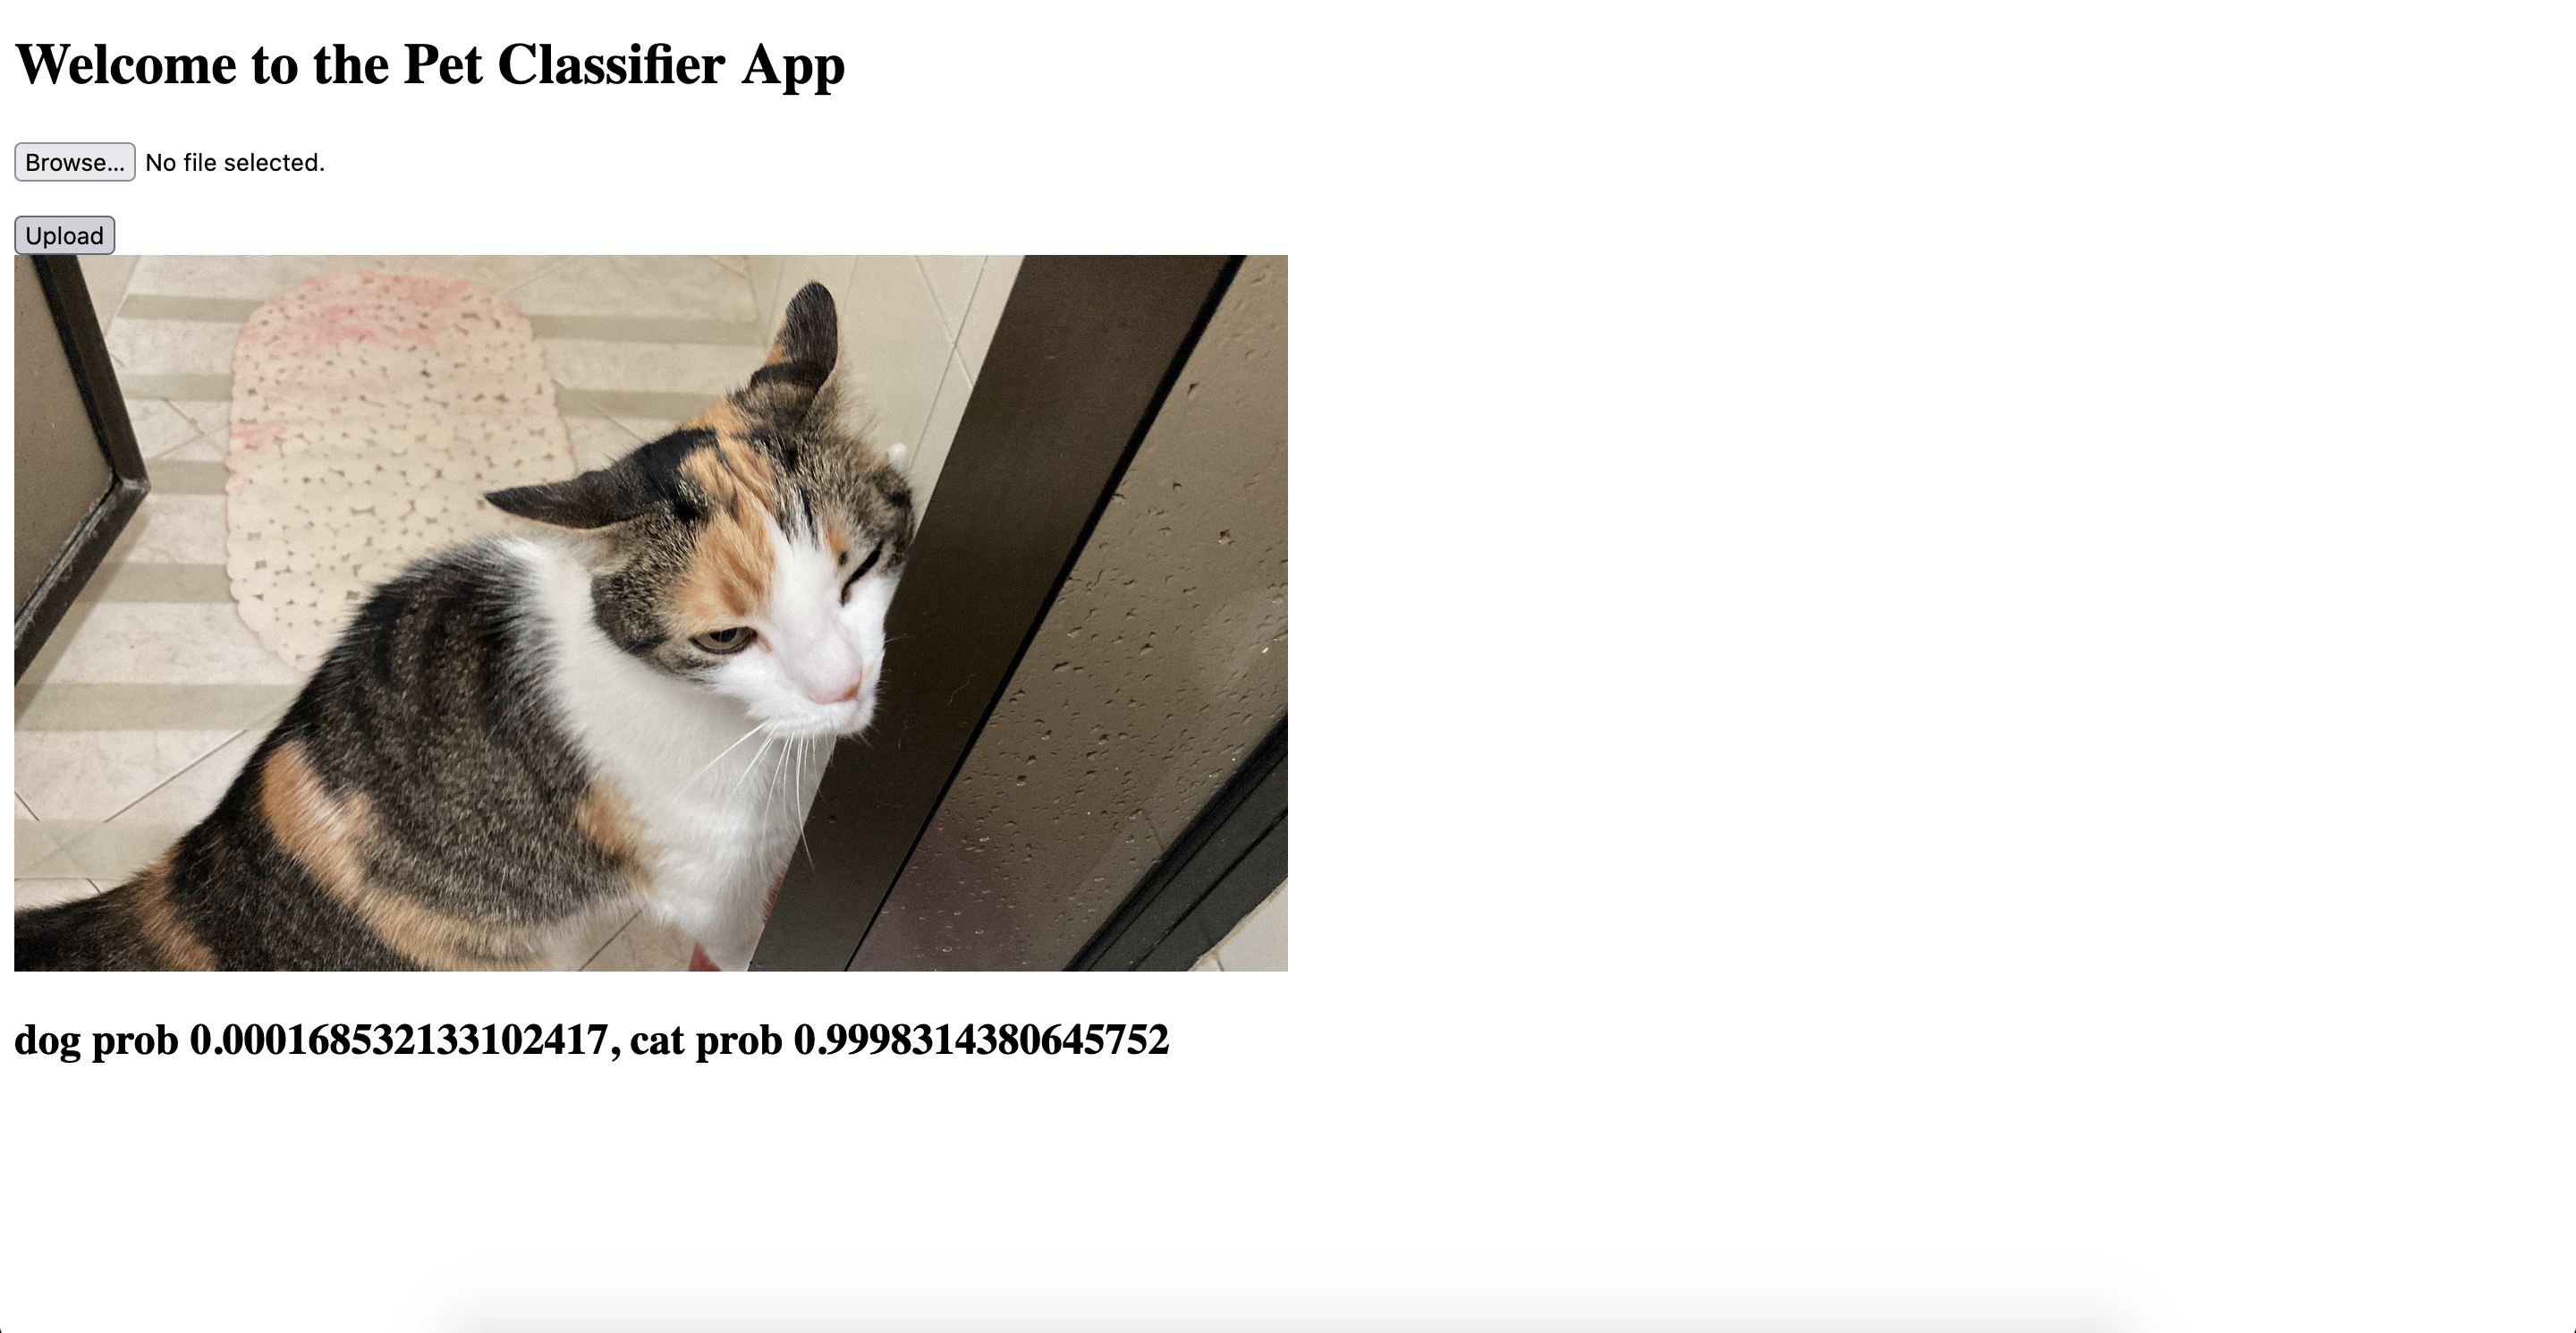 Welcome to the Pet Classifier App
Browse... No file selected.
Upload
dog prob 0.000168532133102417, cat prob 0.9998314380645752